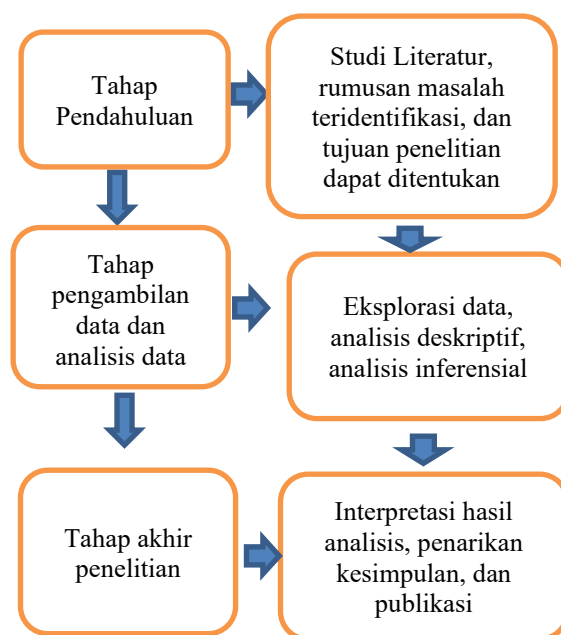 Tahap
Pendahuluan
Studi Literatur,
rumusan masalah
teridentifikasi, dan
tujuan penelitian
dapat ditentukan
Tahap
pengambilan
data dan
analisis data
Eksplorasi data,
analisis deskriptif,
analisis inferensial
Tahap akhir
penelitian
Interpretasi hasil
analisis, penarikan
kesimpulan, dan
publikasi